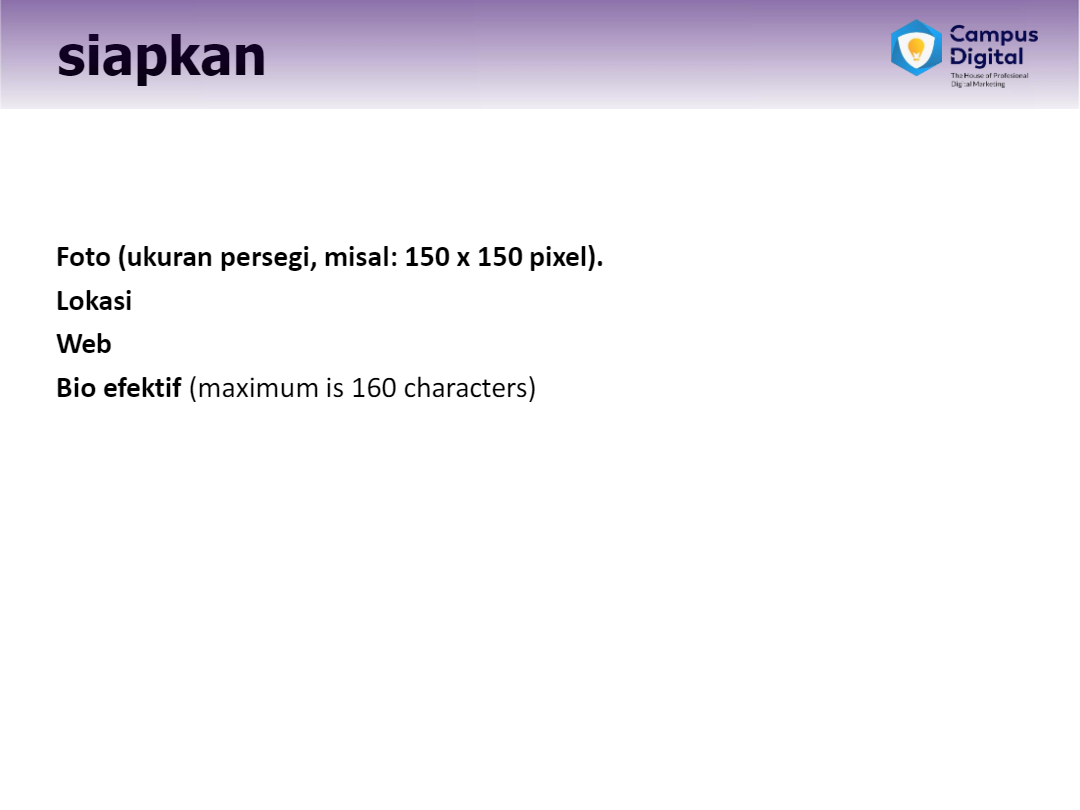 siapkan
Campus
Digital
The House of Profesional
Digital Marketing
Foto (ukuran persegi, misal: 150 x 150 pixel).
Lokasi
Web
Bio efektif (maximum is 160 characters)